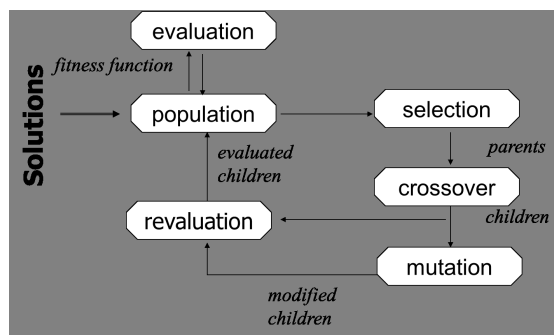 evaluation
fitness function
Solutions
population
selection
evaluated
children
parents
crossover
revaluation
children
mutation
modified
children